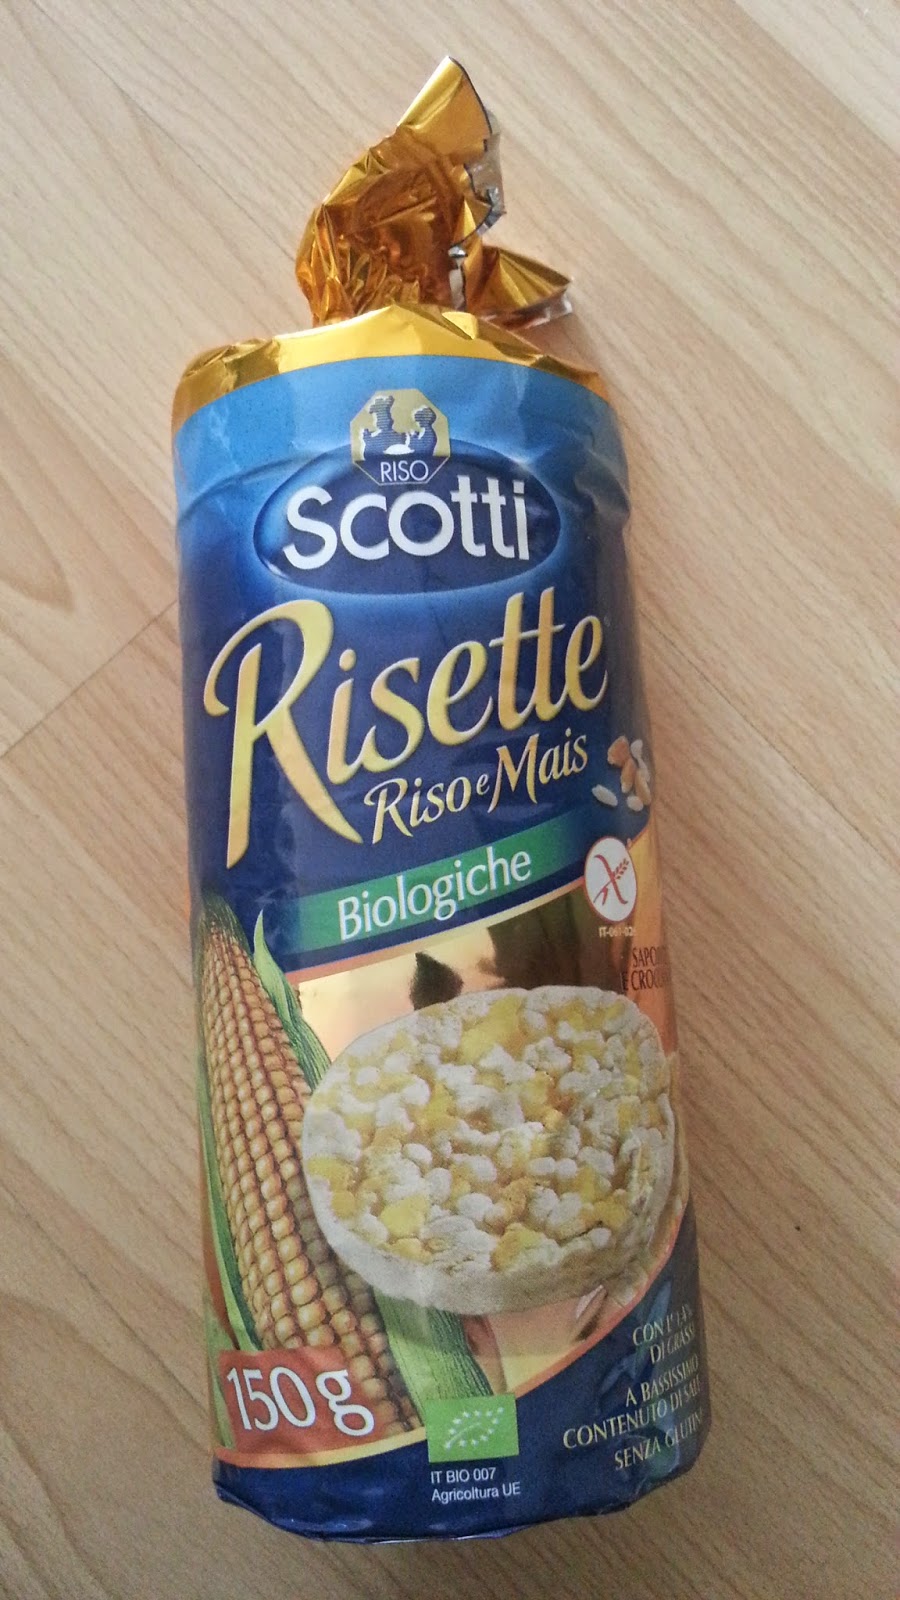 RISO
Scotti
Risette
Riso e Mais
Biologiche
E
DI GRASSI
A BASSISSIMO
CONTENUTO DI SALE
SENZA GLUTINE
150g
IT BIO 007
Agricoltura UE